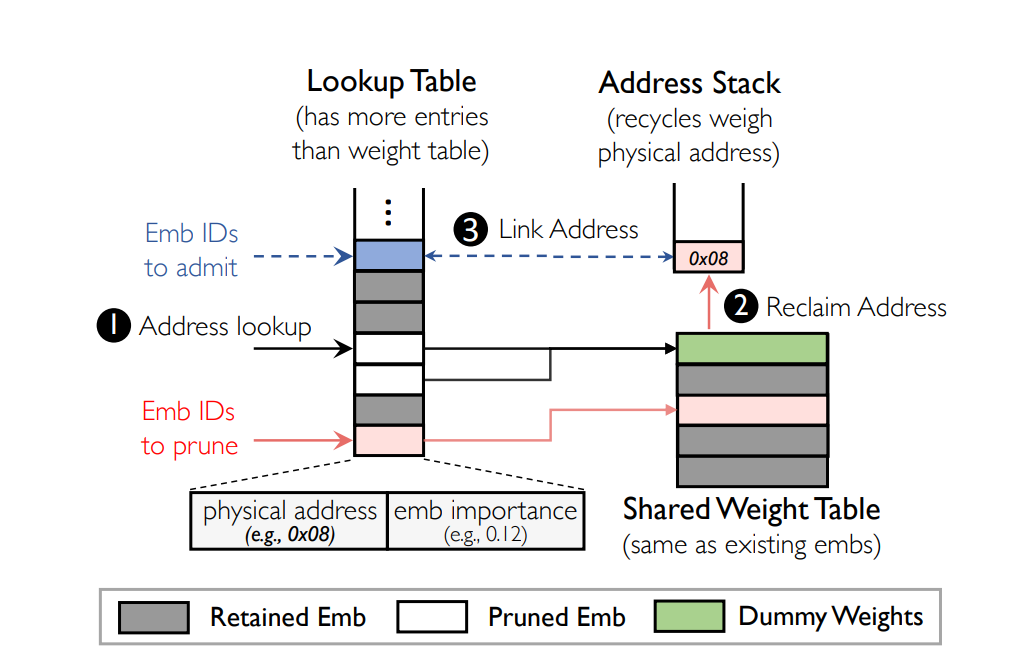 Lookup Table
(has more entries
than weight table)
Address Stack
(recycles weigh
physical address)
Emb IDs
to admit
3 Link Address
0x08
2 Reclaim Address
1 Address lookup
Emb IDs
to prune
physical address
(e.g., 0x08)
emb importance
(e.g., 0.12)
Shared Weight Table
(same as existing embs)
Retained Emb
Pruned Emb
Dummy Weights